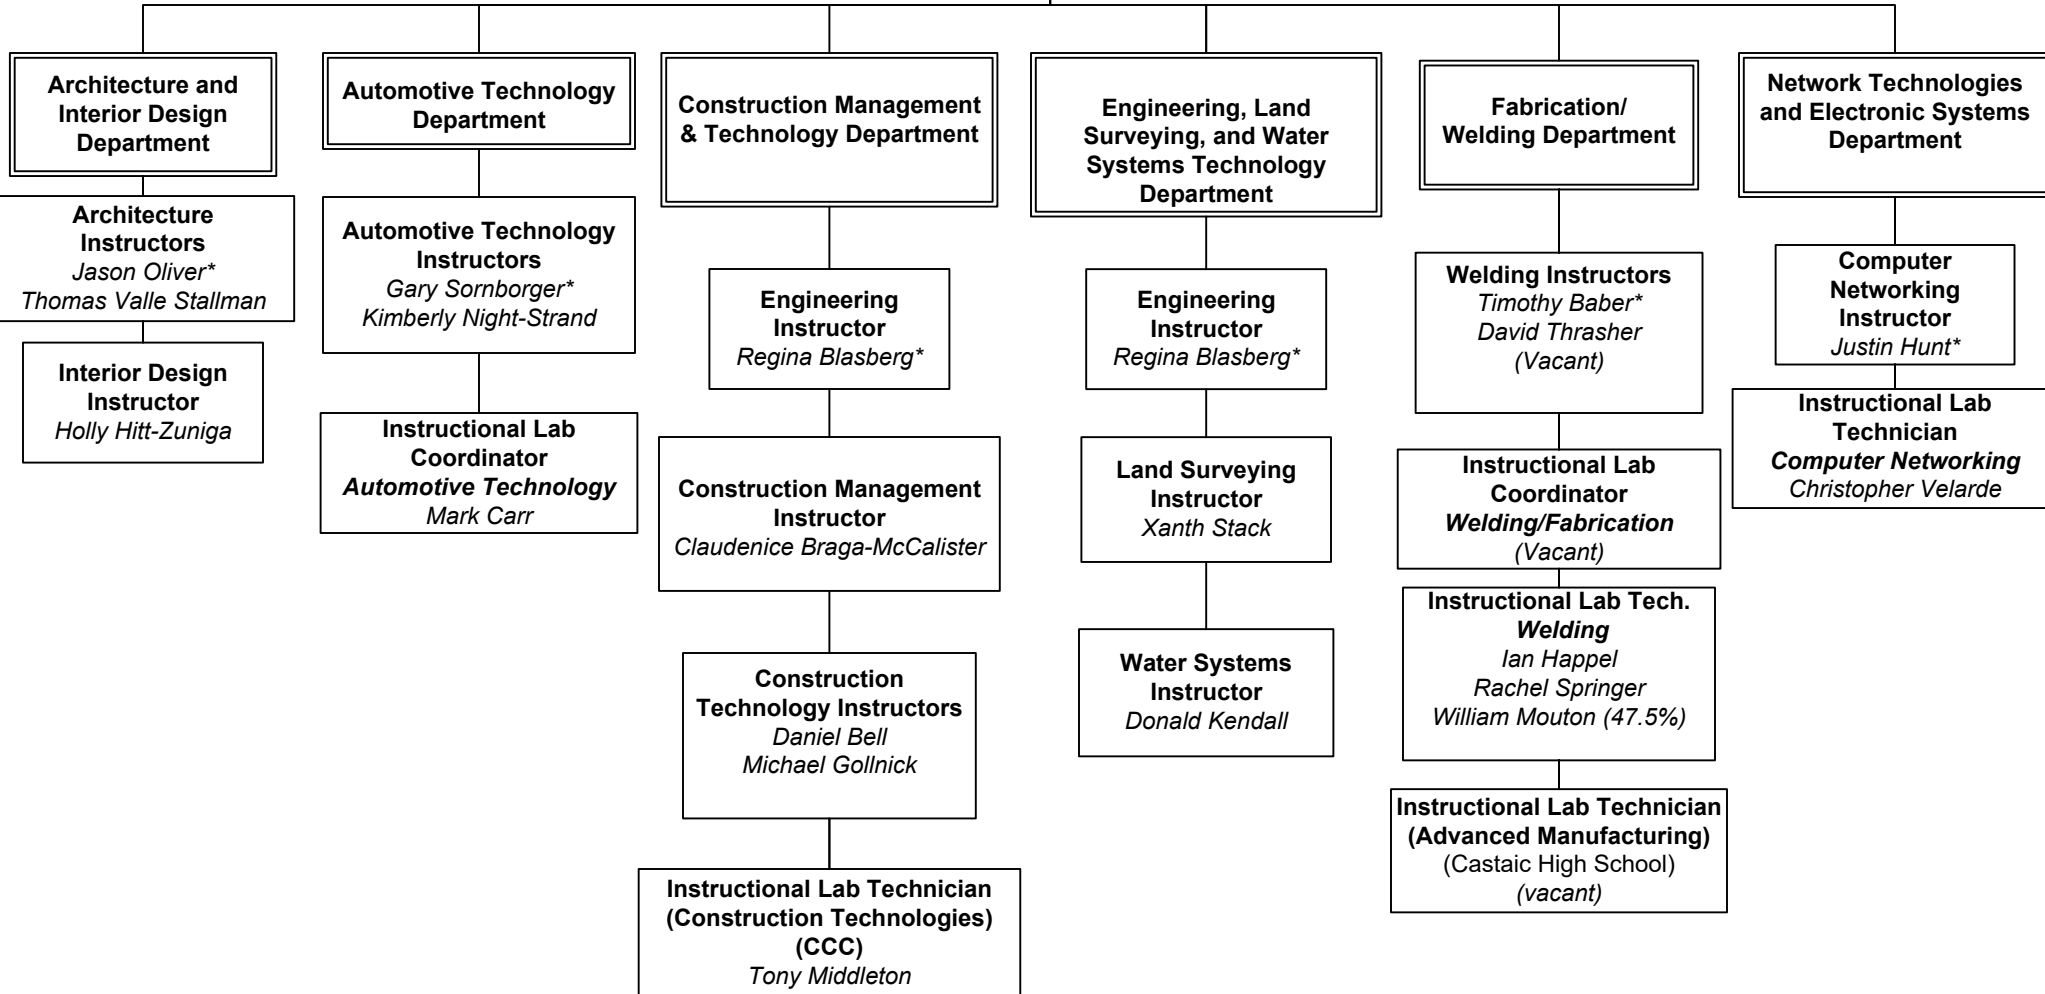 Architecture and
Interior Design
Department
Architecture
Instructors
Jason Oliver*
Thomas Valle Stallman
Interior Design
Instructor
Holly Hitt-Zuniga
Automotive Technology
Department
Automotive Technology
Instructors
Gary Sornborger*
Kimberly Night-Strand
Instructional Lab
Coordinator
Automotive Technology
Mark Carr
Construction Management
& Technology Department
Engineering
Instructor
Regina Blasberg*
Construction Management
Instructor
Claudenice Braga-McCalister
Construction
Technology Instructors
Daniel Bell
Michael Gollnick
Instructional Lab Technician
(Construction Technologies)
(CCC)
Tony Middleton
Engineering, Land
Surveying, and Water
Systems Technology
Department
Engineering
Instructor
Regina Blasberg*
Land Surveying
Instructor
Xanth Stack
Water Systems
Instructor
Donald Kendall
Fabrication/
Welding Department
Welding Instructors
Timothy Baber*
David Thrasher
(Vacant)
Instructional Lab
Coordinator
Welding/Fabrication
(Vacant)
Instructional Lab Tech.
Welding
Ian Happel
Rachel Springer
William Mouton (47.5%)
Instructional Lab Technician
(Advanced Manufacturing)
(Castaic High School)
(vacant)
Network Technologies
and Electronic Systems
Department
Computer
Networking
Instructor
Justin Hunt*
Instructional Lab
Technician
Computer Networking
Christopher Velarde